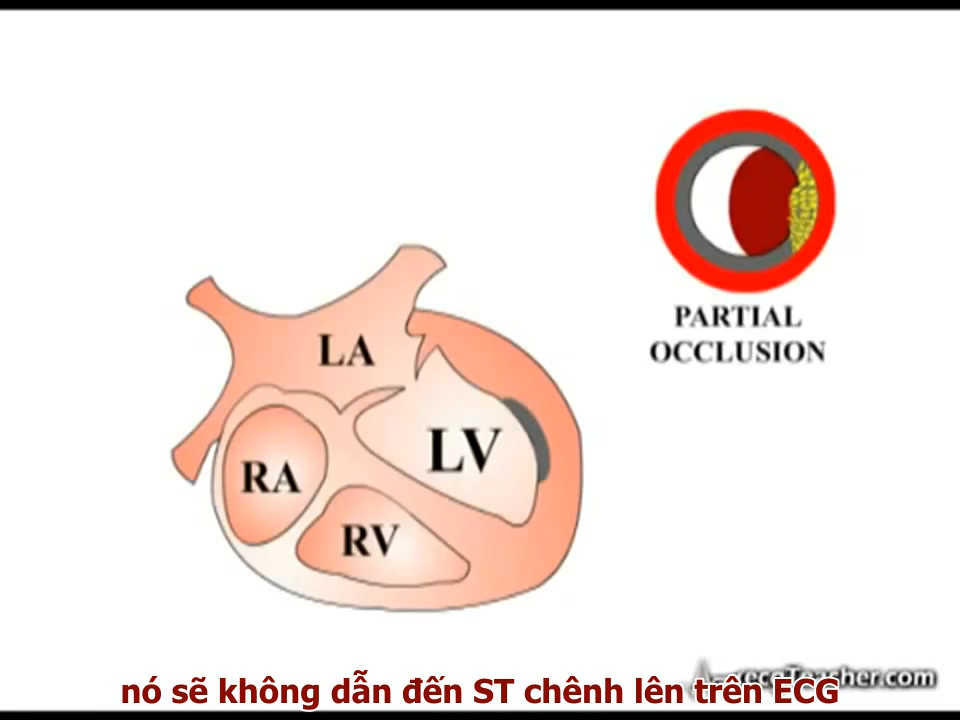 PARTIAL
OCCLUSION
LA
LV
RA
RV
nó sẽ không dẫn đến ST chênh lên trên ECG